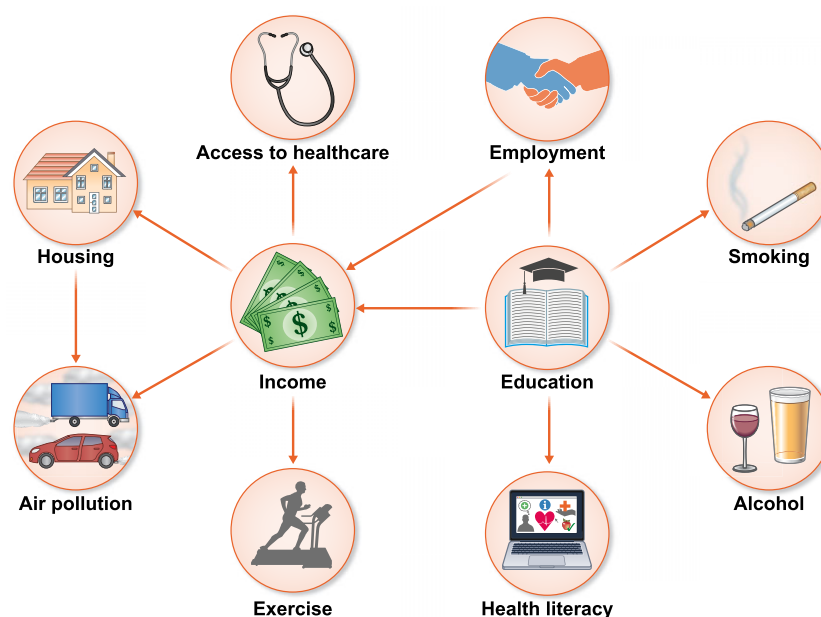 Access to healthcare
Employment
Housing
Smoking
$
$
$
$
$
$
$
Income
Education
Air pollution
Alcohol
Exercise
Health literacy